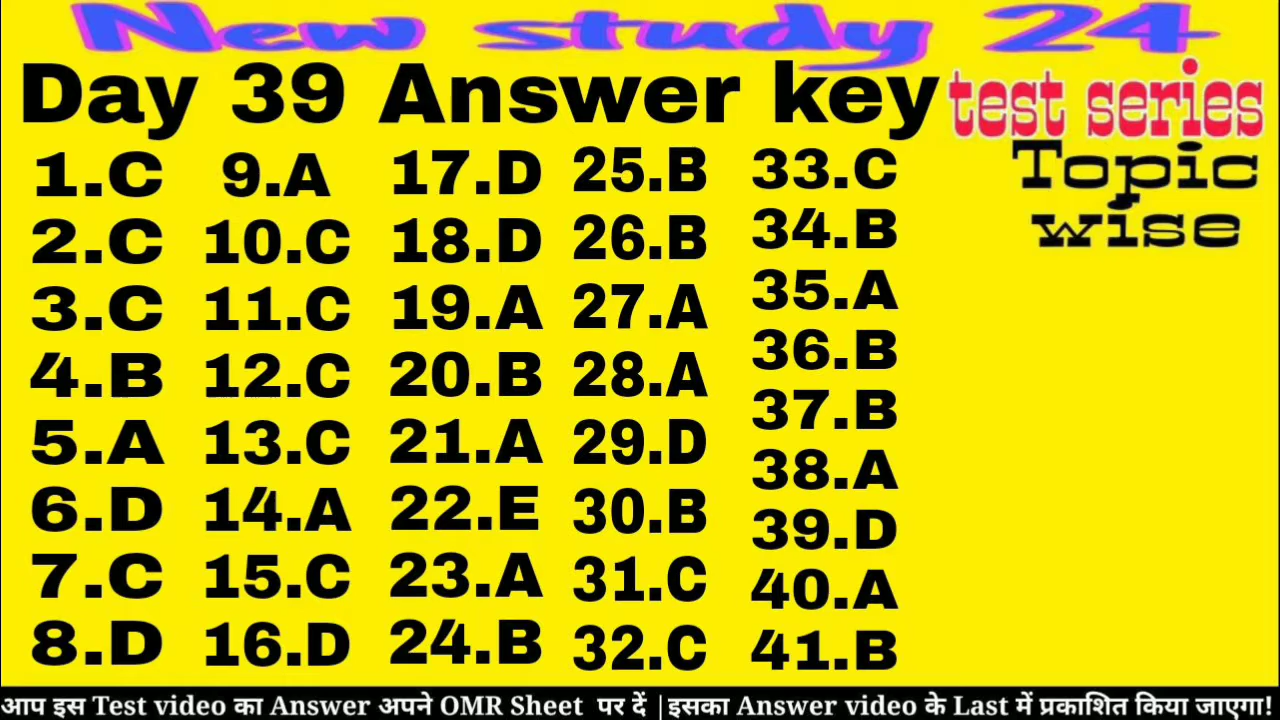 New study 24
Day 39 Answer key
test series
Topic
wise
1.C
2.C
3.C
4.B
5.A
6.D
7.C
8.D
9.A
10.C
11.C
12.C
13.C
14.A
15.C
16.D
17.D
18.D
19.A
20.B
21.A
22.E
23.A
24.B
25.B
26.B
27.A
28.A
29.D
30.B
31.C
32.C
33.C
34.B
35.A
36.B
37.B
38.A
39.D
40.A
41.B
आप इस Test video का Answer अपने OMR Sheet पर दें |इसका Answer video के Last में प्रकाशित किया जाएगा!